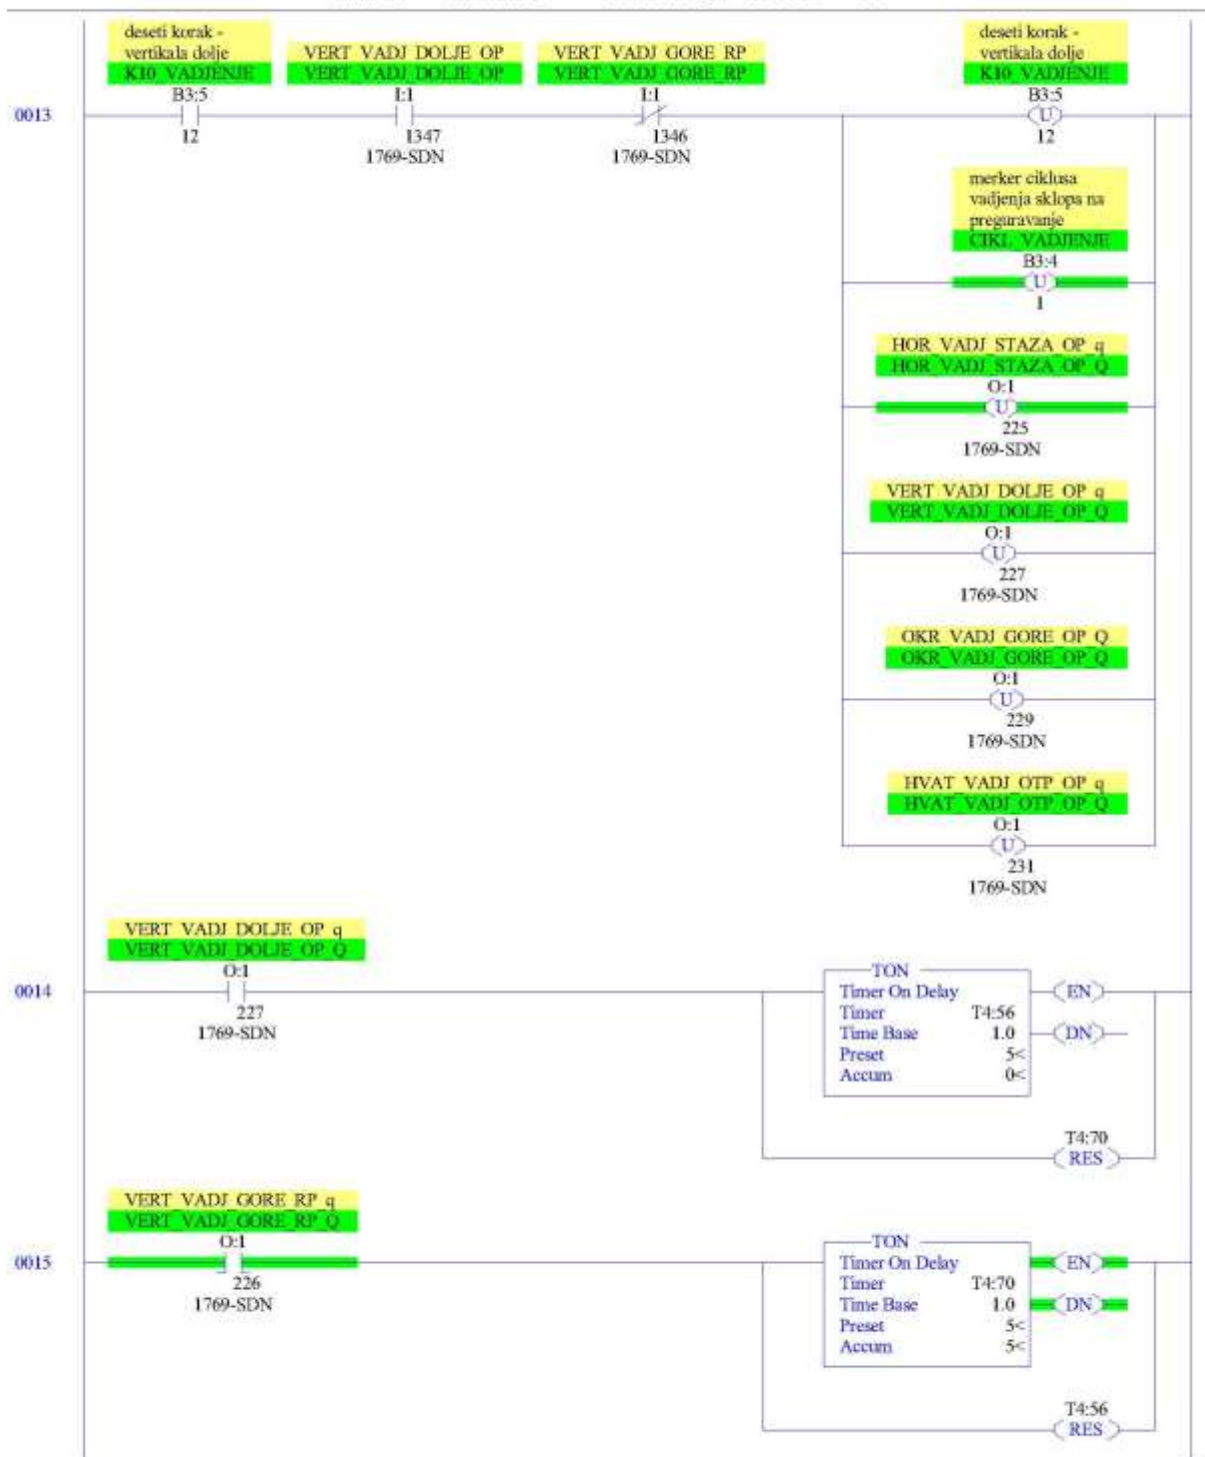 deseti korak -
vertikala dolje
K10_VADJENJE
B3:5
12
VERT_VADJ_DOLJE_OP
VERT_VADJ_DOLJE_OP
I:1
1347
1769-SDN
VERT_VADJ_GORE_RP
VERT_VADJ_GORE_RP
I:1
1346
1769-SDN
deseti korak -
vertikala dolje
K10_VADJENJE
B3:5
U
12
0013
merker ciklusa
vadjenja sklopa na
preguravanje
CIKL_VADJENJE
B3:4
U
1
HOR_VADJ_STAZA_OP_q
HOR_VADJ_STAZA_OP_Q
O:1
U
225
1769-SDN
VERT_VADJ_DOLJE_OP_q
VERT_VADJ_DOLJE_OP_Q
O:1
U
227
1769-SDN
OKR_VADJ_GORE_OP_Q
OKR_VADJ_GORE_OP_Q
O:1
U
229
1769-SDN
HVAT_VADJ_OTP_OP_q
HVAT_VADJ_OTP_OP_Q
O:1
U
231
1769-SDN
VERT_VADJ_DOLJE_OP_q
VERT_VADJ_DOLJE_OP_Q
O:1
0014
227
1769-SDN
TON
Timer On Delay
Timer T4:56
Time Base 1.0
Preset 5<
Accum 0<
EN
DN
T4:70
RES
VERT_VADJ_GORE_RP_q
VERT_VADJ_GORE_RP_Q
O:1
0015
226
1769-SDN
TON
Timer On Delay
Timer T4:70
Time Base 1.0
Preset 5<
Accum 5<
EN
DN
T4:56
RES